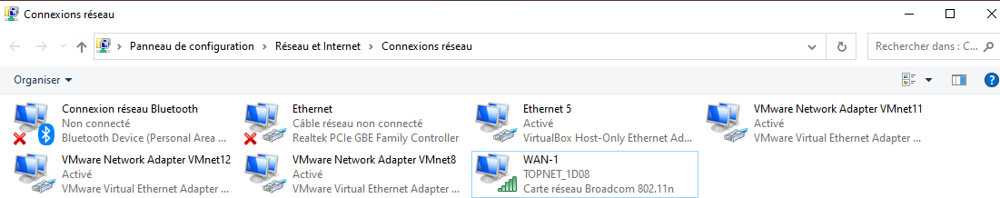 Connexions réseau
Panneau de configuration > Réseau et Internet > Connexions réseau
Rechercher dans : C...
Organiser
Connexion réseau Bluetooth
Non connecté
Bluetooth Device (Personal Area ...
Ethernet
Câble réseau non connecté
Realtek PCIe GBE Family Controller
Ethernet 5
Activé
VirtualBox Host-Only Ethernet Ad...
VMware Network Adapter VMnet11
Activé
VMware Virtual Ethernet Adapter ...
VMware Network Adapter VMnet12
Activé
VMware Virtual Ethernet Adapter ...
VMware Network Adapter VMnet8
Activé
VMware Virtual Ethernet Adapter ...
WAN-1
TOPNET_1D08
Carte réseau Broadcom 802.11n